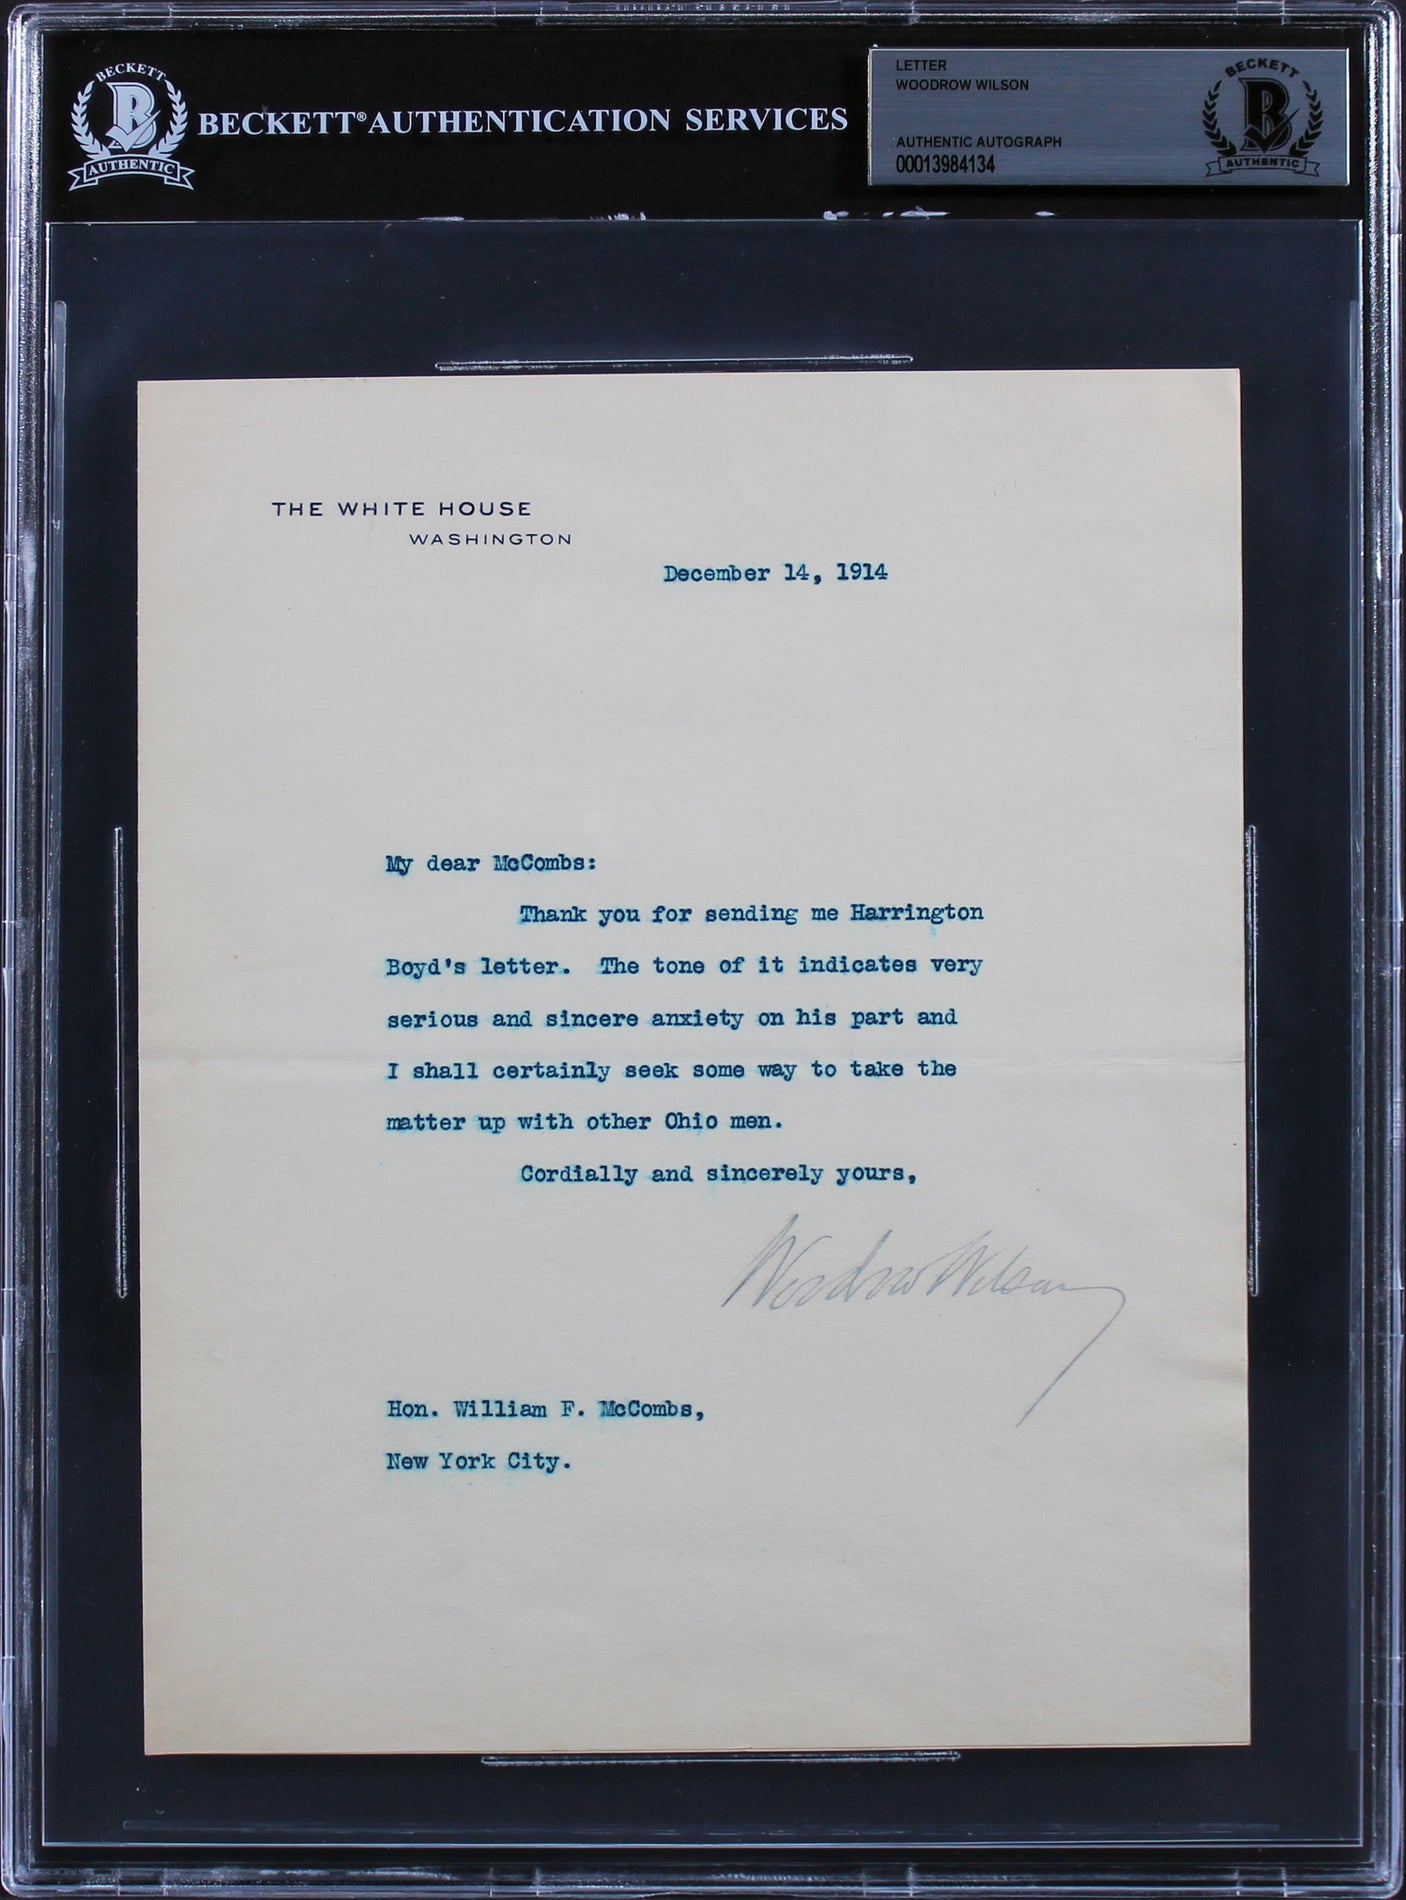 BECKETT
B
AUTHENTIC
BECKETT® AUTHENTICATION SERVICES
LETTER
WOODROW WILSON
AUTHENTIC AUTOGRAPH
00013984134
BECKETT
B
AUTHENTIC
THE WHITE HOUSE
WASHINGTON
December 14, 1914
My dear McCombs:
Thank you for sending me Harrington
Boyd's letter. The tone of it indicates very
serious and sincere anxiety on his part and
I shall certainly seek some way to take the
matter up with other Ohio men.
Cordially and sincerely yours,
Woodrow Wilson
Hon. William F. McCombs,
New York City.